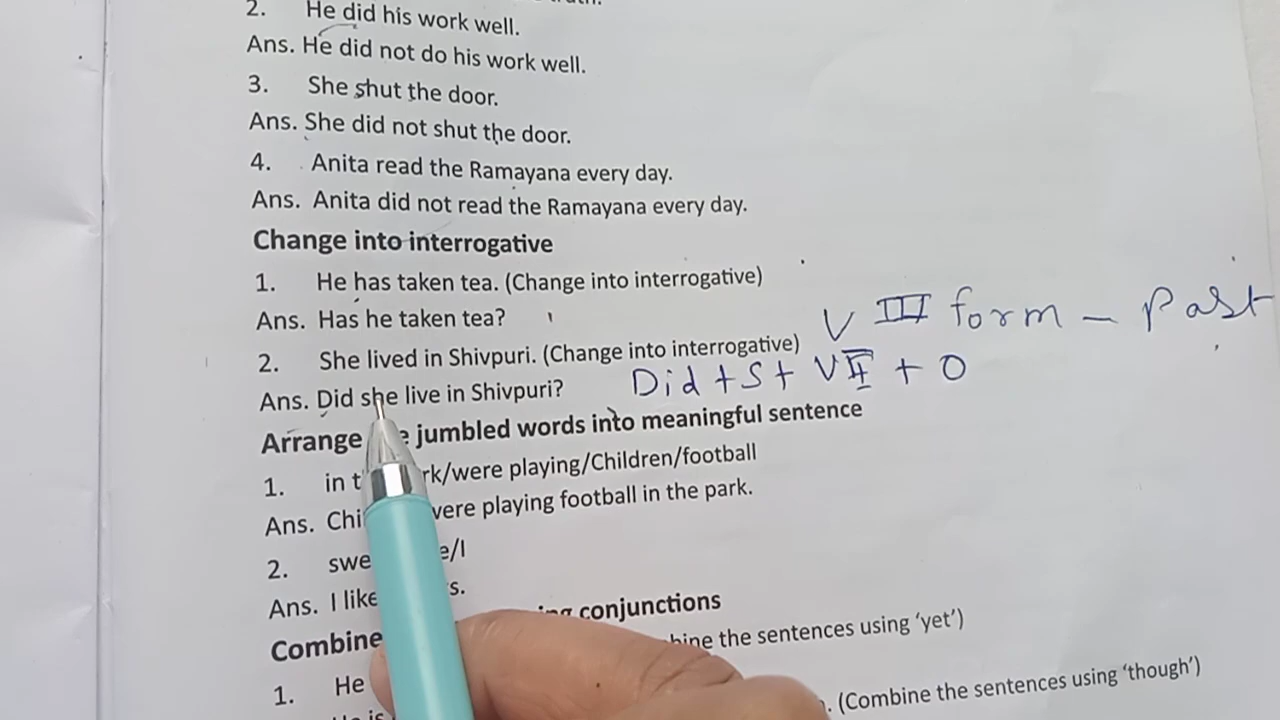 2. He did his work well.
Ans. He did not do his work well.
3. She shut the door.
Ans. She did not shut the door.
4. Anita read the Ramayana every day.
Ans. Anita did not read the Ramayana every day.
Change into interrogative
1. He has taken tea. (Change into interrogative)
Ans. Has he taken tea?
V III form - Past
2. She lived in Shivpuri. (Change into interrogative)
Ans. Did she live in Shivpuri?
Did + S + V II + O
Arrange jumbled words into meaningful sentence
1. in /were playing/Children/football
Ans. were playing football in the park.
2. /I
Ans. I like
Combine conjunctions
1. He the sentences using ‘yet’)
is (Combine the sentences using ‘though’)